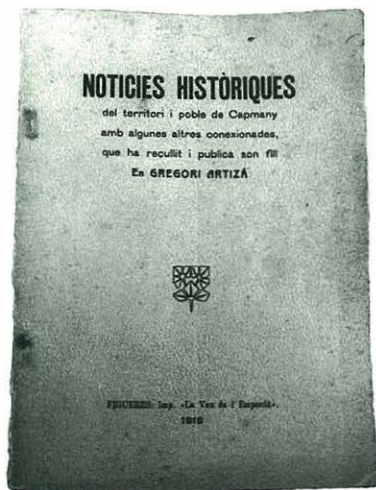 NOTICIES HISTÒRIQUES
del territori i poble de Capmany
amb algunes altres conexionades,
que ha recullit i publica son fill
En GREGORI ARTIZÁ
FIGUERES: Imp. «La Veu de l'Empordà».
1919